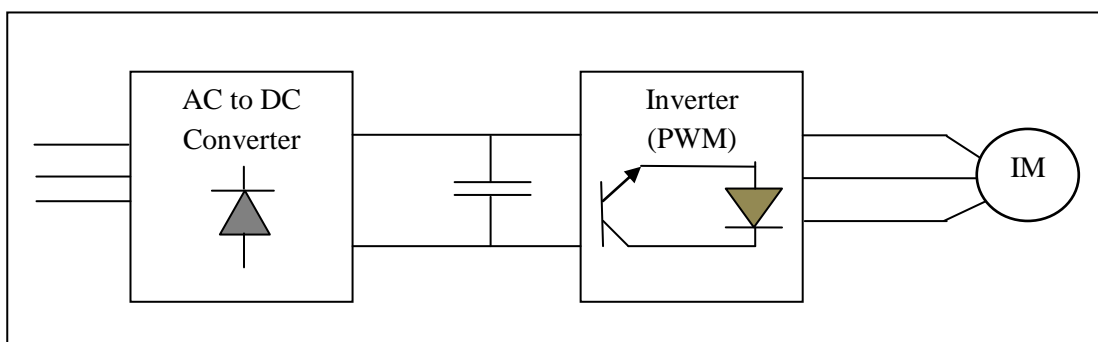 AC to DC
Converter
Inverter
(PWM)
IM